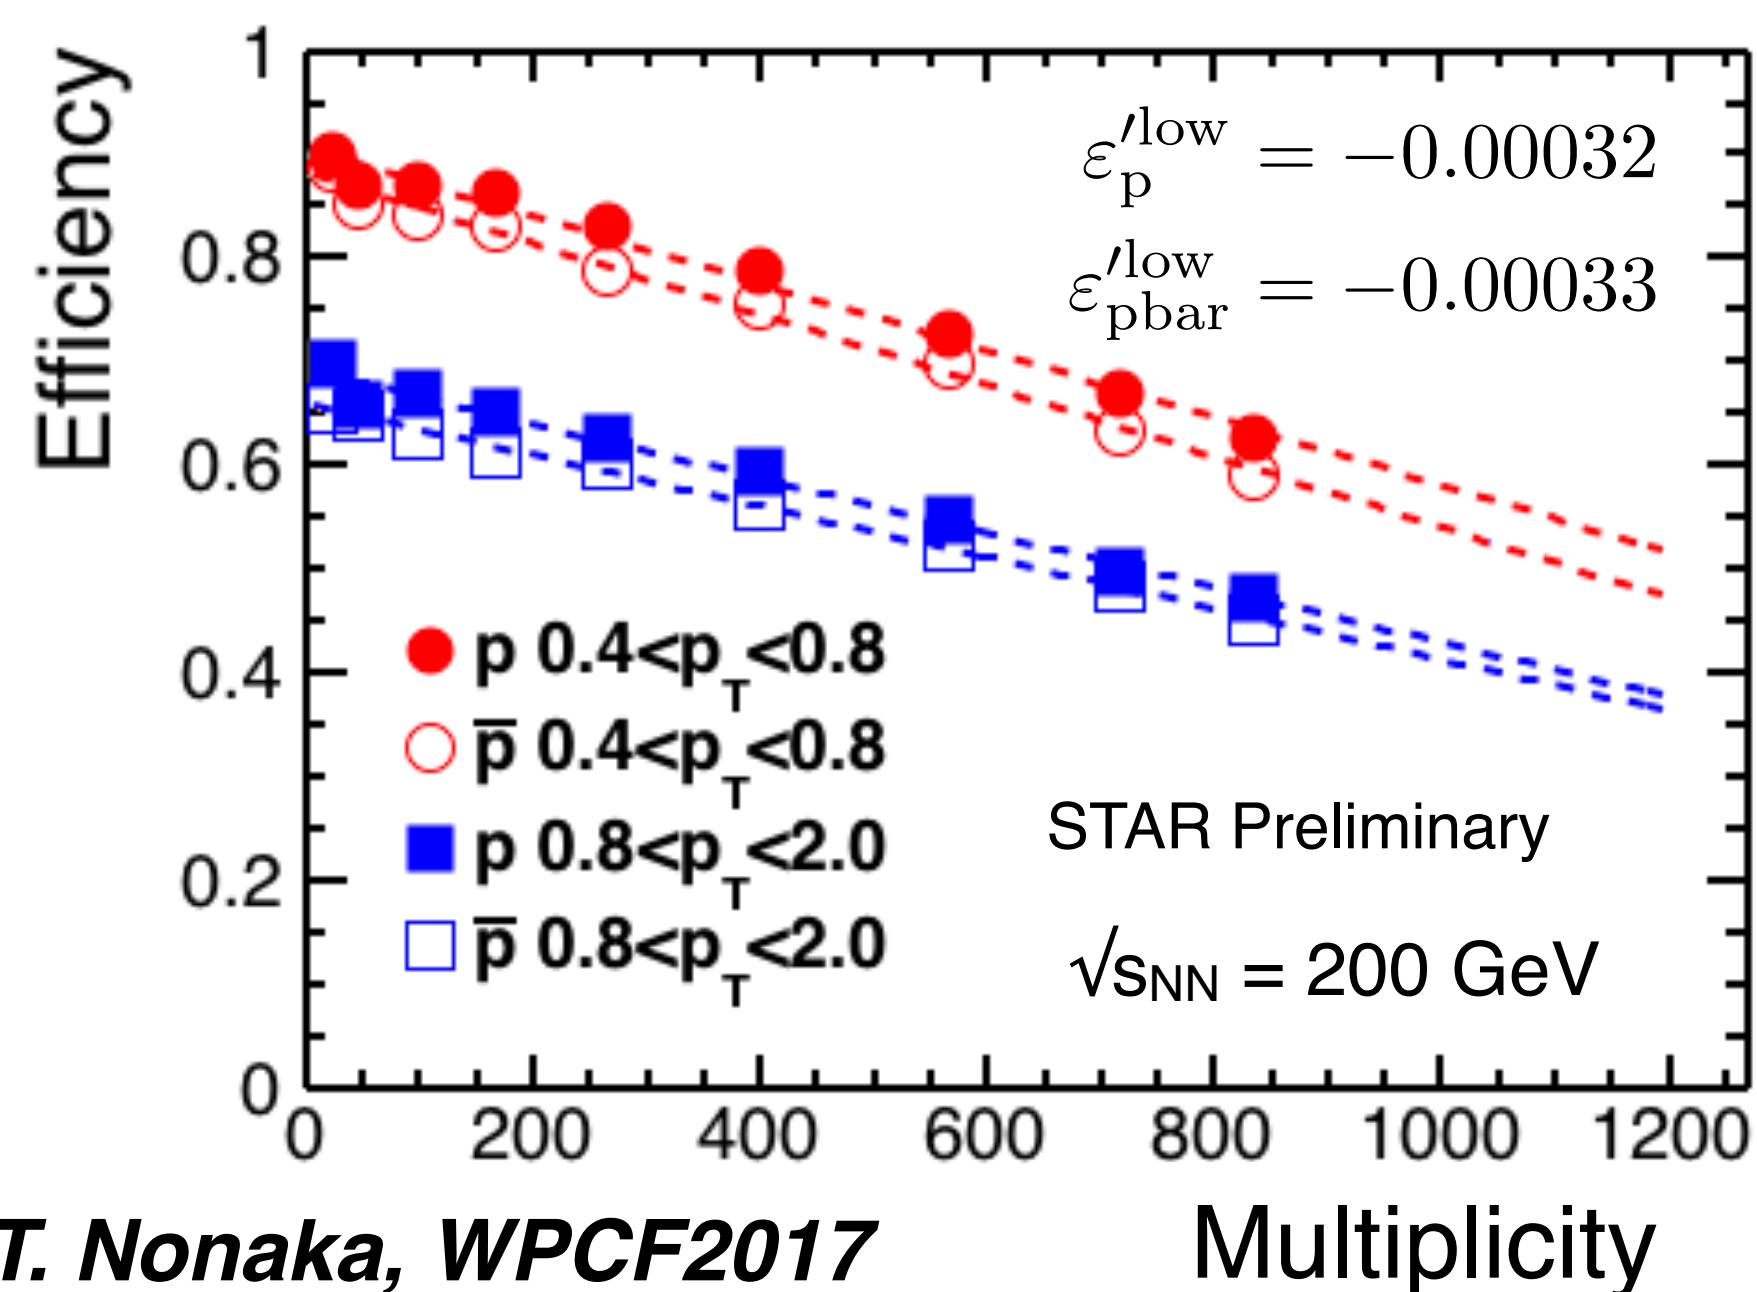 Efficiency
1
0.8
0.6
0.4
0.2
0
ε′low p = −0.00032
ε′low pbar = −0.00033
p 0.4<pT<0.8
p̅ 0.4<pT<0.8
p 0.8<pT<2.0
p̅ 0.8<pT<2.0
STAR Preliminary
√sNN = 200 GeV
0 200 400 600 800 1000 1200
T. Nonaka, WPCF2017
Multiplicity